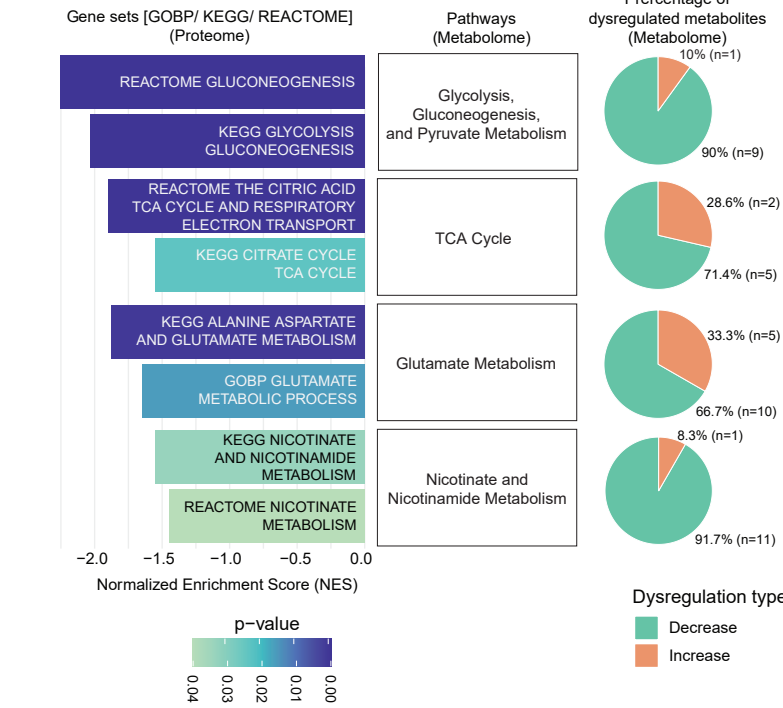 Gene sets [GOBP/ KEGG/ REACTOME]
(Proteome)
Pathways
(Metabolome)
Percentage of
dysregulated metabolites
(Metabolome)
REACTOME GLUCONEOGENESIS
KEGG GLYCOLYSIS
GLUCONEOGENESIS
Glycolysis,
Gluconeogenesis,
and Pyruvate Metabolism
10% (n=1)
90% (n=9)
REACTOME THE CITRIC ACID
TCA CYCLE AND RESPIRATORY
ELECTRON TRANSPORT
KEGG CITRATE CYCLE
TCA CYCLE
TCA Cycle
28.6% (n=2)
71.4% (n=5)
KEGG ALANINE ASPARTATE
AND GLUTAMATE METABOLISM
GOBP GLUTAMATE
METABOLIC PROCESS
Glutamate Metabolism
33.3% (n=5)
66.7% (n=10)
KEGG NICOTINATE
AND NICOTINAMIDE
METABOLISM
REACTOME NICOTINATE
METABOLISM
Nicotinate and
Nicotinamide Metabolism
8.3% (n=1)
91.7% (n=11)
−2.0 −1.5 −1.0 −0.5 0.0
Normalized Enrichment Score (NES)
p−value
0.04 0.03 0.02 0.01 0.00
Dysregulation type
Decrease
Increase